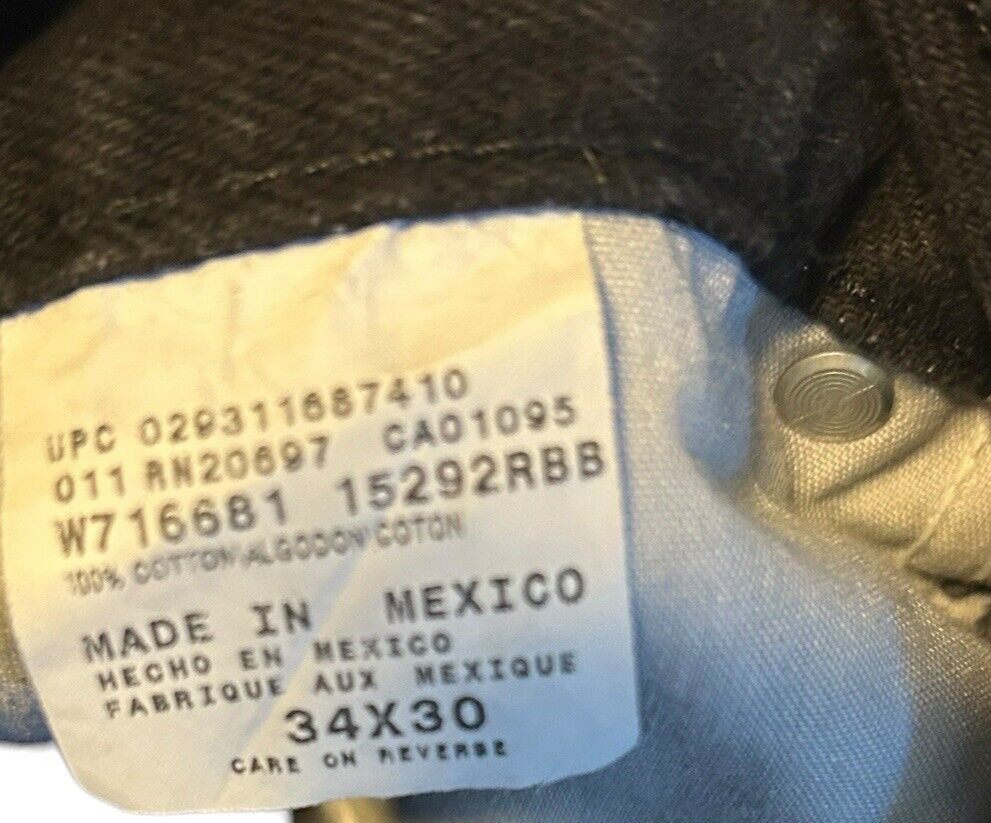 UPC 029311687410
011 RN20697 CA01095
W716681 15292RBB
100% COTTON/ALGODON/COTON
MADE IN MEXICO
HECHO EN MEXICO
FABRIQUE AUX MEXIQUE
34X30
CARE ON REVERSE